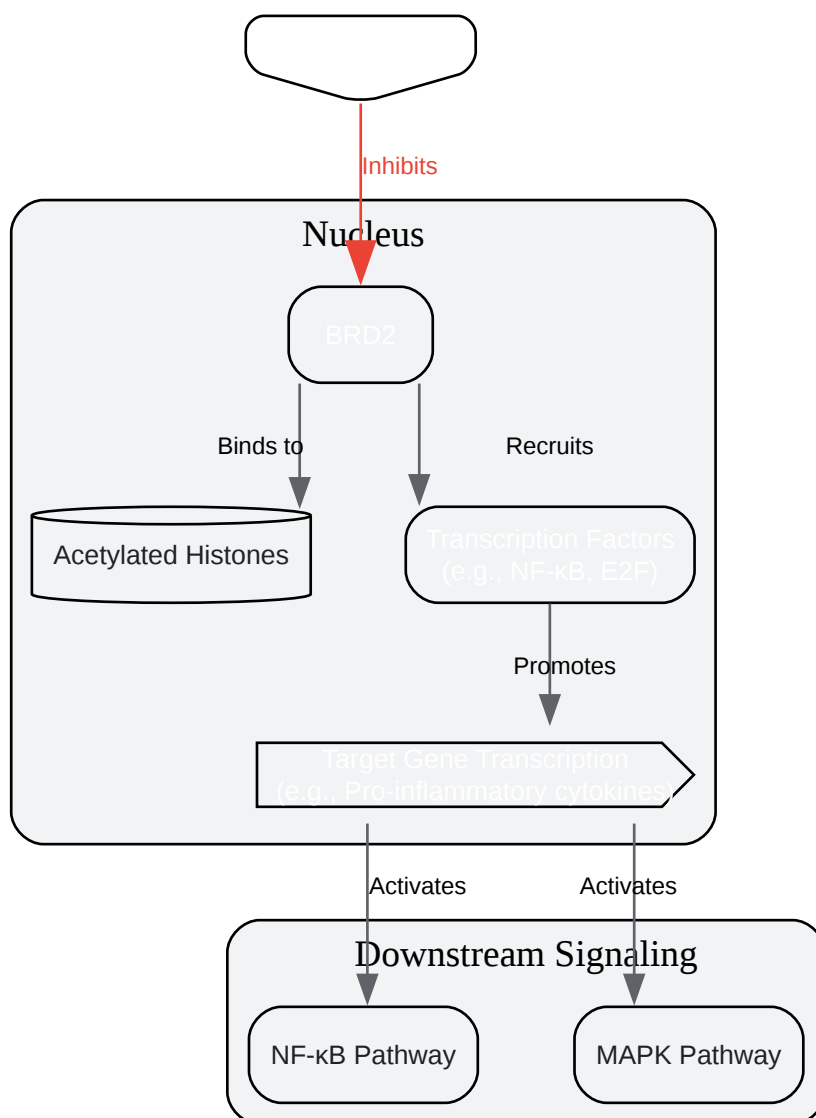 Inhibits
Nucleus
BRD2
Binds to
Recruits
Acetylated Histones
Transcription Factors
(e.g., NF-κB, E2F)
Promotes
Target Gene Transcription
(e.g., Pro-inflammatory cytokines)
Activates
Activates
Downstream Signaling
NF-κB Pathway
MAPK Pathway